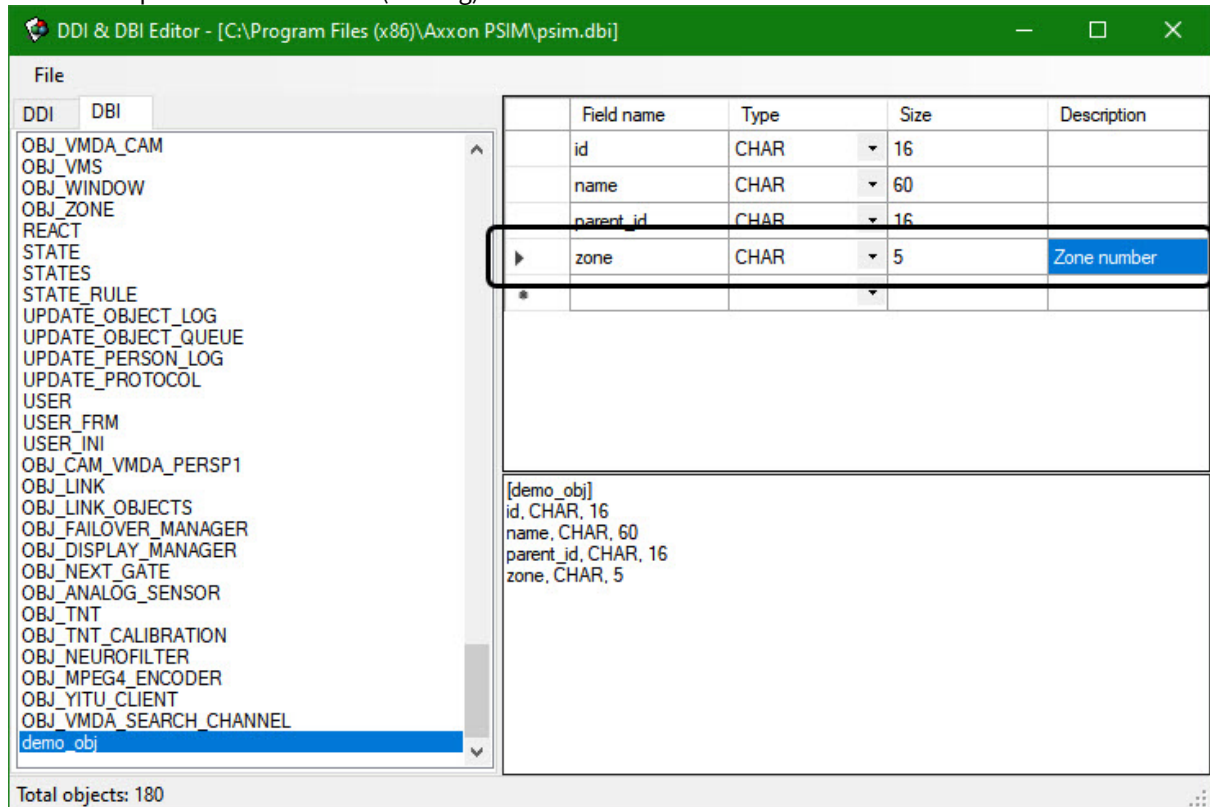 DDI & DBI Editor - [C:\Program Files (x86)\Axxon PSIM\psim.dbi]
File
DDI DBI
OBJ_VMDA_CAM
OBJ_VMS
OBJ_WINDOW
OBJ_ZONE
REACT
STATE
STATES
STATE_RULE
UPDATE_OBJECT_LOG
UPDATE_OBJECT_QUEUE
UPDATE_PERSON_LOG
UPDATE_PROTOCOL
USER
USER_FRM
USER_INI
OBJ_CAM_VMDA_PERSP1
OBJ_LINK
OBJ_LINK_OBJECTS
OBJ_FAILOVER_MANAGER
OBJ_DISPLAY_MANAGER
OBJ_NEXT_GATE
OBJ_ANALOG_SENSOR
OBJ_TNT
OBJ_TNT_CALIBRATION
OBJ_NEUROFILTER
OBJ_MPEG4_ENCODER
OBJ_YITU_CLIENT
OBJ_VMDA_SEARCH_CHANNEL
demo_obj
Field name Type Size Description
id CHAR 16
name CHAR 60
parent_id CHAR 16
zone CHAR 5 Zone number
[demo_obj]
id, CHAR, 16
name, CHAR, 60
parent_id, CHAR, 16
zone, CHAR, 5
Total objects: 180